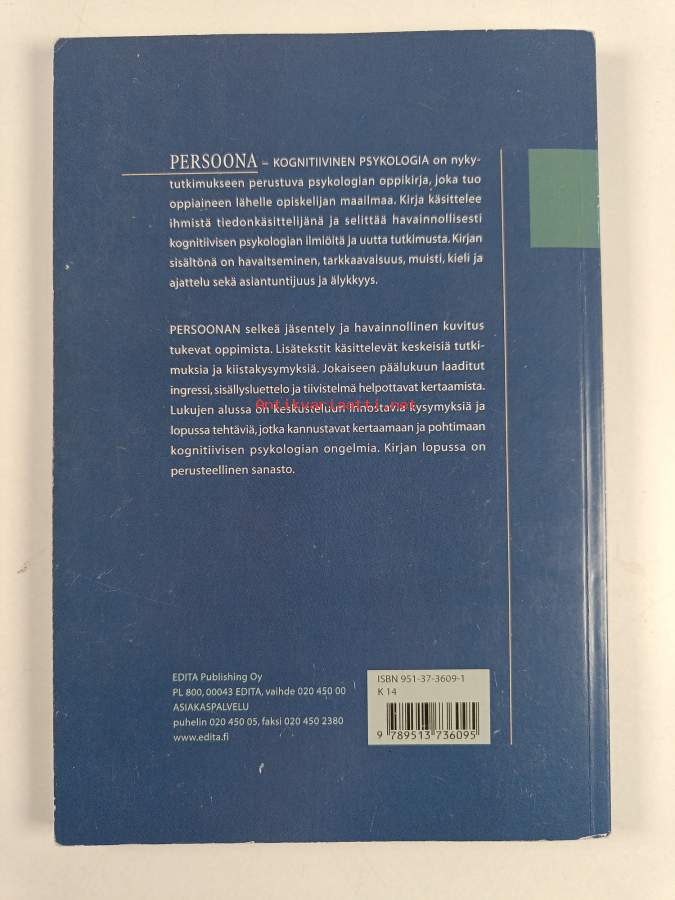 PERSOONA – KOGNITIIVINEN PSYKOLOGIA on nyky-
tutkimukseen perustuva psykologian oppikirja, joka tuo
oppiaineen lähelle opiskelijan maailmaa. Kirja käsittelee
ihmistä tiedonkäsittelijänä ja selittää havainnollisesti
kognitiivisen psykologian ilmiöitä ja uutta tutkimusta. Kirjan
sisältönä on havaitseminen, tarkkaavaisuus, muisti, kieli ja
ajattelu sekä asiantuntijuus ja älykkyys.
PERSOONAN selkeä jäsentely ja havainnollinen kuvitus
tukevat oppimista. Lisätekstit käsittelevät keskeisiä tutki-
muksia ja kiistakysymyksiä. Jokaiseen päälukuun laaditut
ingressi, sisällysluettelo ja tiivistelmä helpottavat kertaamista.
Antikvariaatti.net
Lukujen alussa on keskusteluun innostavia kysymyksiä ja
lopussa tehtäviä, jotka kannustavat kertaamaan ja pohtimaan
kognitiivisen psykologian ongelmia. Kirjan lopussa on
perusteellinen sanasto.
EDITA Publishing Oy
PL 800, 00043 EDITA, vaihde 020 450 00
ASIAKASPALVELU
puhelin 020 450 05, faksi 020 450 2380
www.edita.fi
ISBN 951-37-3609-1
K 14
9 789513 736095